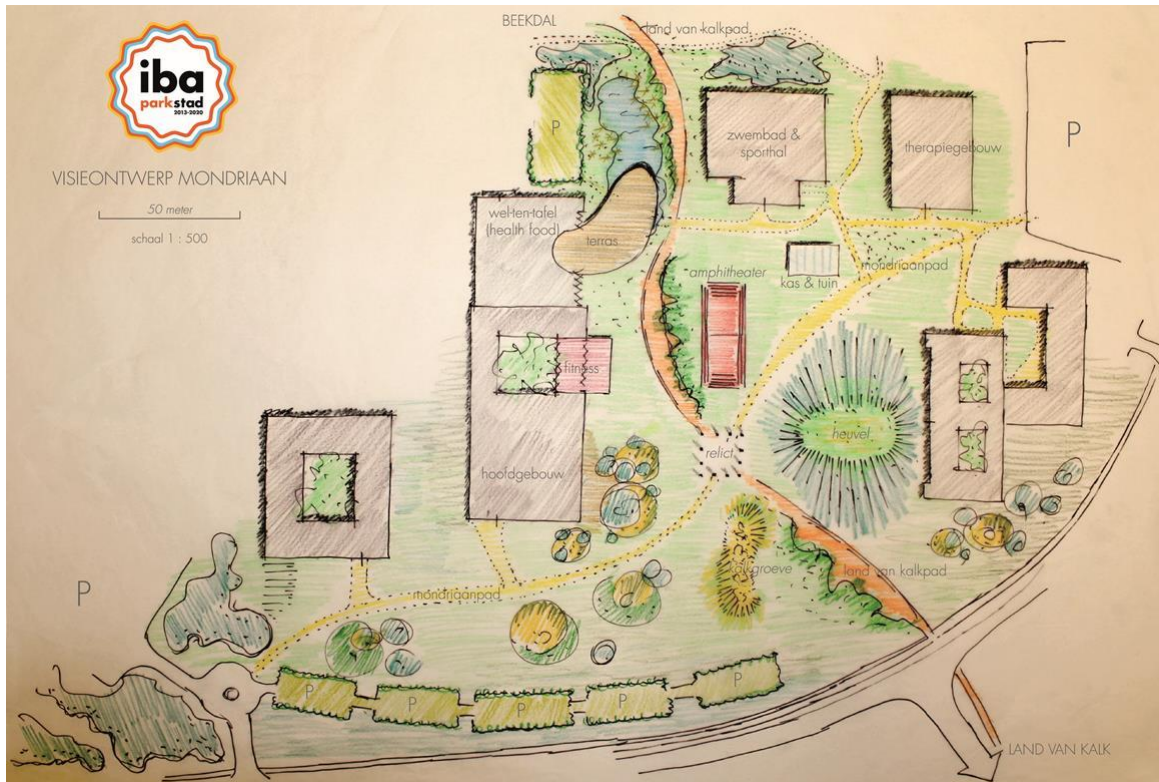 BEEKDAL
land van kalkpad
iba
parkstad
2013-2020
VISIEONTWERP MONDRIAAN
50 meter
schaal 1 : 500
P
zwembad &
sporthal
therapiegebouw
P
wel-ten-tafel
(health food)
terras
amphitheater
kas & tuin
mondriaanpad
fitness
heuvel
relict
hoofdgebouw
kalkgroeve
land van kalkpad
mondriaanpad
P
P
P
P
P
P
LAND VAN KALK